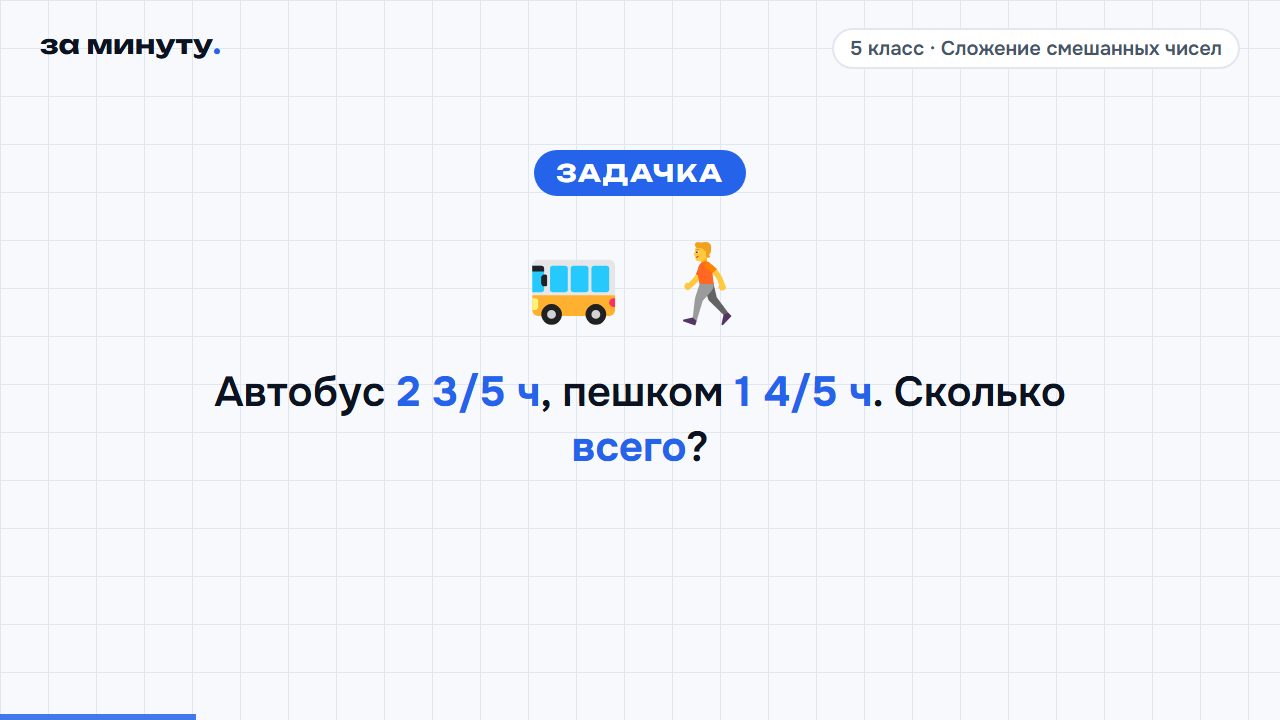 за минуту.
5 класс · Сложение смешанных чисел
ЗАДАЧКА
Автобус 2 3/5 ч, пешком 1 4/5 ч. Сколько
всего?